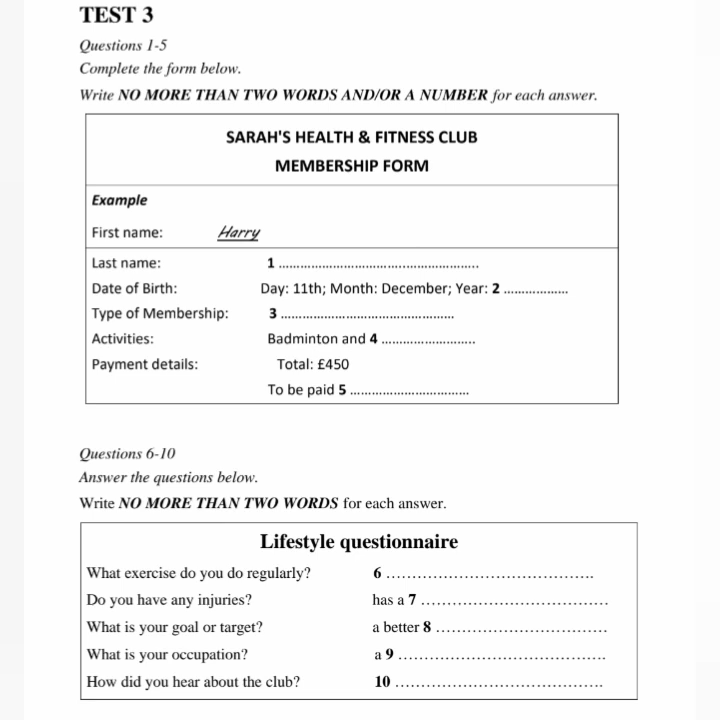 TEST 3
Questions 1-5
Complete the form below.
Write NO MORE THAN TWO WORDS AND/OR A NUMBER for each answer.
SARAH'S HEALTH & FITNESS CLUB
MEMBERSHIP FORM
Example
First name: Harry
Last name: 1 ........................................................
Date of Birth: Day: 11th; Month: December; Year: 2 ..................
Type of Membership: 3 ................................................
Activities: Badminton and 4 ..........................
Payment details: Total: £450
To be paid 5 .................................
Questions 6-10
Answer the questions below.
Write NO MORE THAN TWO WORDS for each answer.
Lifestyle questionnaire
What exercise do you do regularly? 6 ........................................
Do you have any injuries? has a 7 ....................................
What is your goal or target? a better 8 .................................
What is your occupation? a 9 ........................................
How did you hear about the club? 10 ........................................